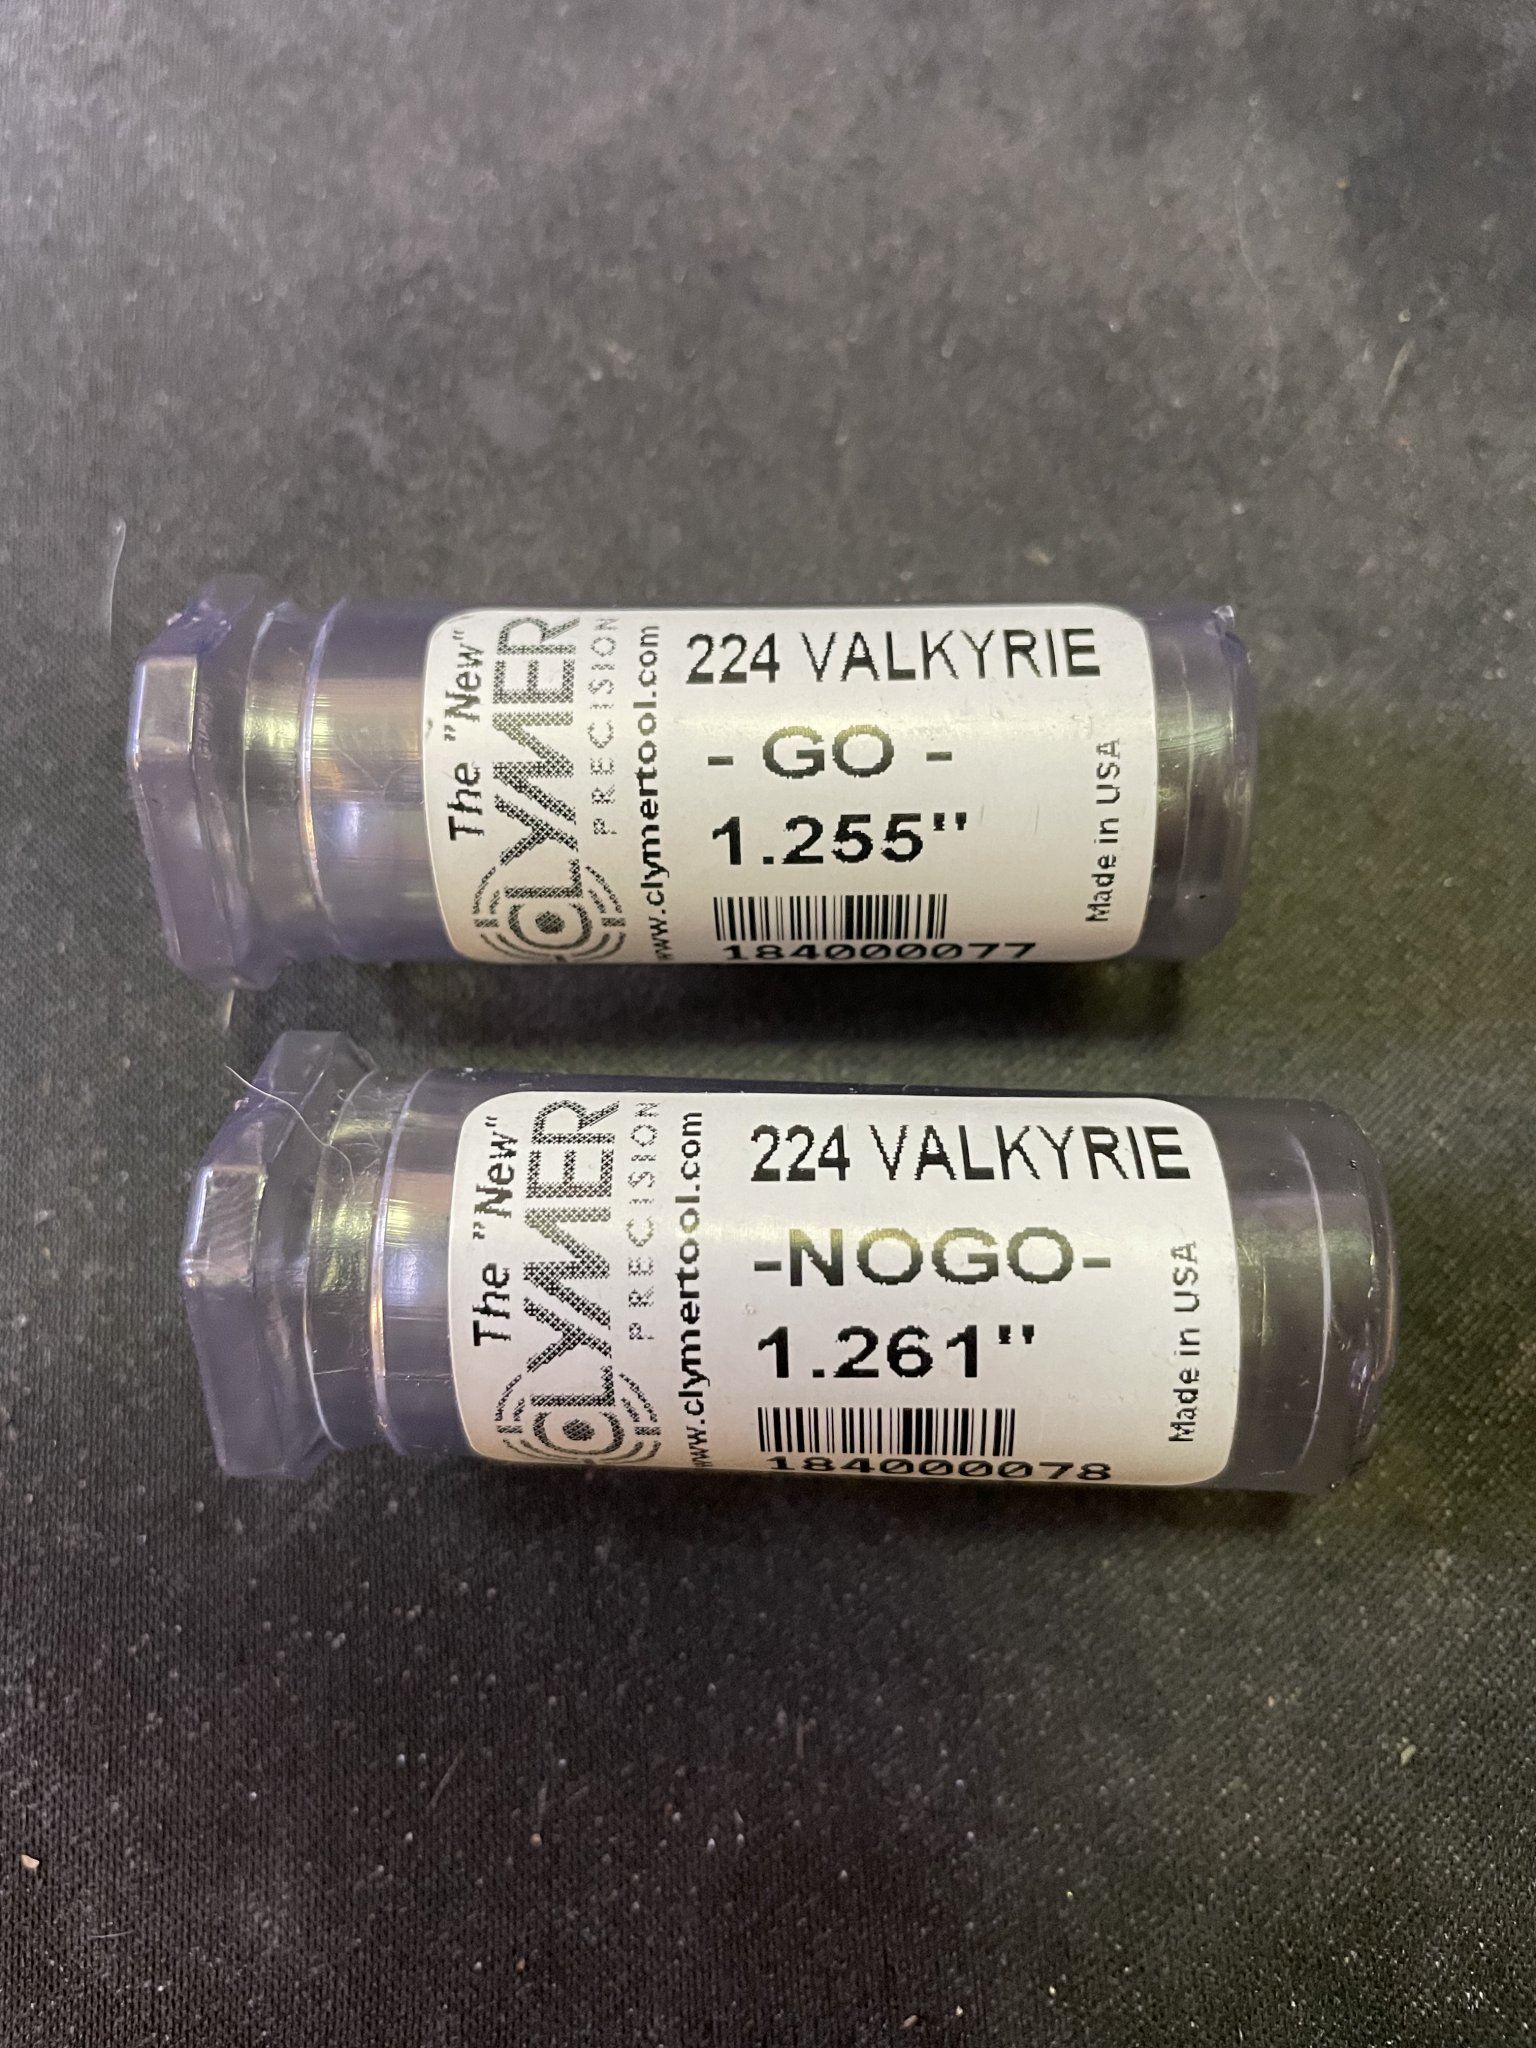 The "New"
CLYMER
PRECISION
www.clymertool.com
224 VALKYRIE
- GO -
1.255"
184000077
Made in USA
The "New"
CLYMER
PRECISION
www.clymertool.com
224 VALKYRIE
-NOGO-
1.261"
184000078
Made in USA